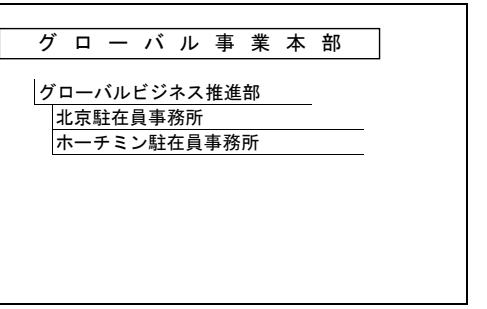 グローバル事業本部
グローバルビジネス推進部
北京駐在員事務所
ホーチミン駐在員事務所